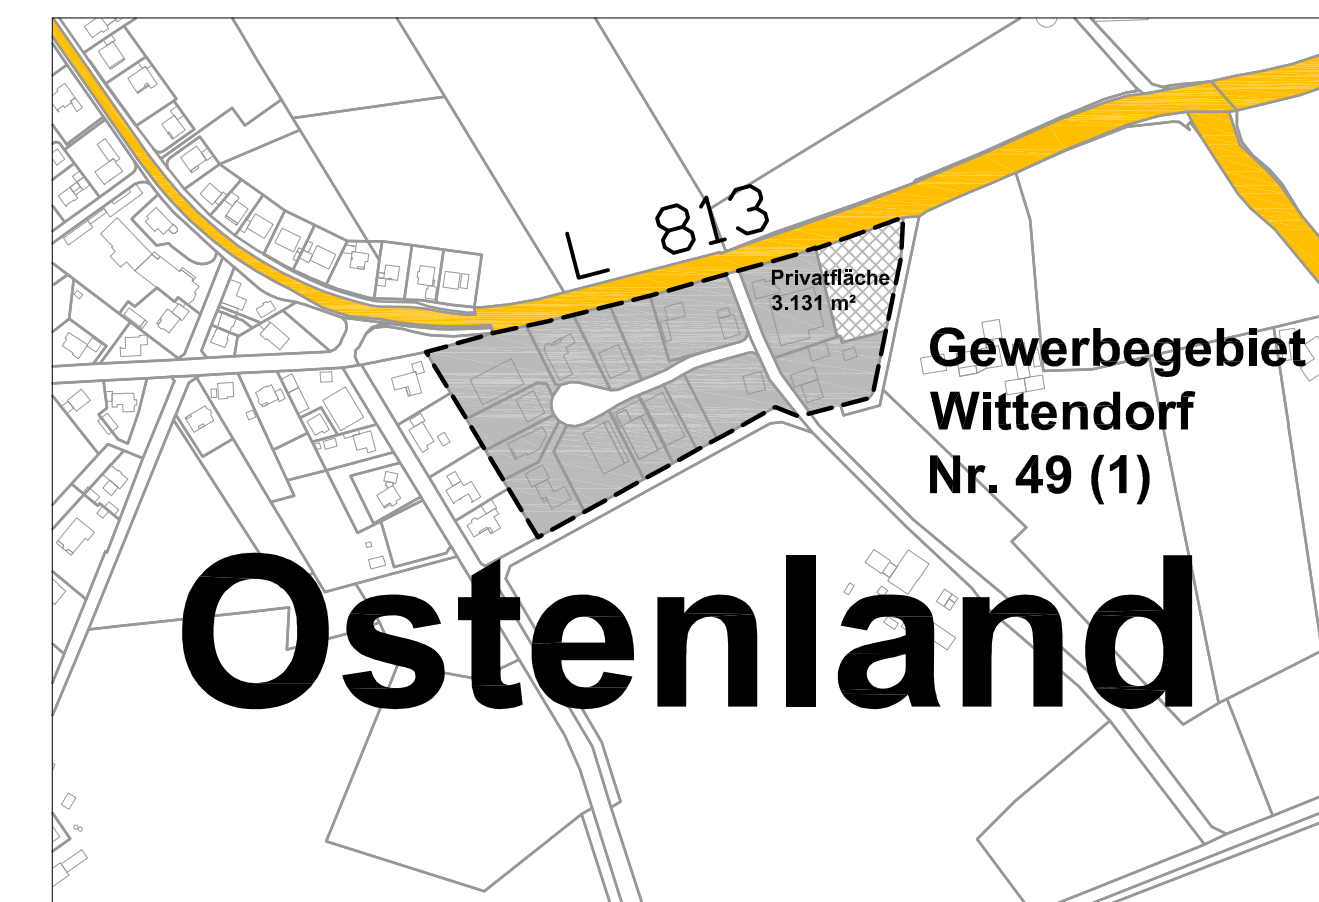 L 813
Privatfläche
3.131 m²
Gewerbegebiet
Wittendorf
Nr. 49 (1)
Ostenland